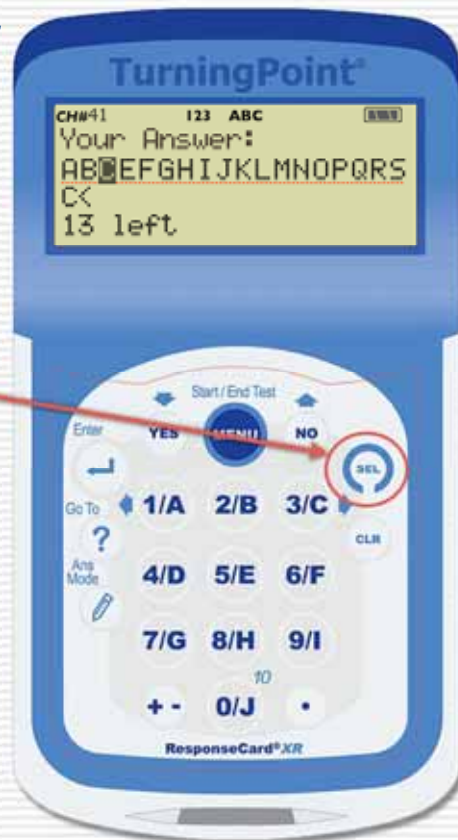 TurningPoint®
CH#41 123 ABC
Your Answer:
ABCEFGHIJKLMNOPQRS
C<
13 left
Start / End Test
Enter YES MENU NO
SEL
Go To 1/A 2/B 3/C
? CLR
Ans
Mode 4/D 5/E 6/F
7/G 8/H 9/I
10
+ - 0/J •
ResponseCard® XR